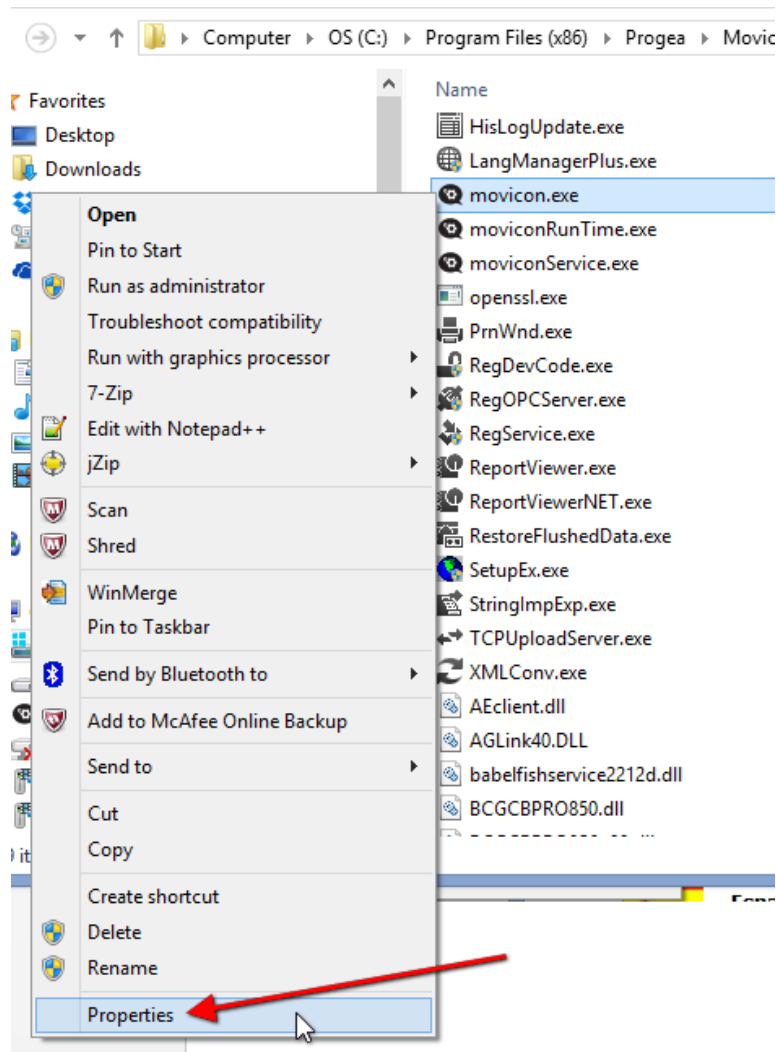 Computer OS (C:) Program Files (x86) Progea Movic
Favorites
Desktop
Downloads
Name
HisLogUpdate.exe
LangManagerPlus.exe
movicon.exe
moviconRunTime.exe
moviconService.exe
openssl.exe
PrnWnd.exe
RegDevCode.exe
RegOPCServer.exe
RegService.exe
ReportViewer.exe
ReportViewerNET.exe
RestoreFlushedData.exe
SetupEx.exe
StringImpExp.exe
TCPUploadServer.exe
XMLConv.exe
AEclient.dll
AGLink40.DLL
babelfishservice2212d.dll
BCGCBPRO850.dll
Open
Pin to Start
Run as administrator
Troubleshoot compatibility
Run with graphics processor
7-Zip
Edit with Notepad++
jZip
Scan
Shred
WinMerge
Pin to Taskbar
Send by Bluetooth to
Add to McAfee Online Backup
Send to
Cut
Copy
Create shortcut
Delete
Rename
Properties
it